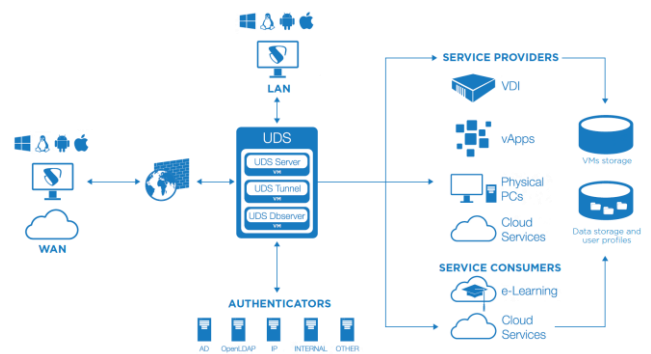 LAN
WAN
UDS
UDS Server
VM
UDS Tunnel
VM
UDS Dbserver
VM
AUTHENTICATORS
AD
OpenLDAP
IP
INTERNAL
OTHER
SERVICE PROVIDERS
VDI
vApps
Physical
PCs
Cloud
Services
SERVICE CONSUMERS
e-Learning
Cloud
Services
VMs storage
Data storage and
user profiles